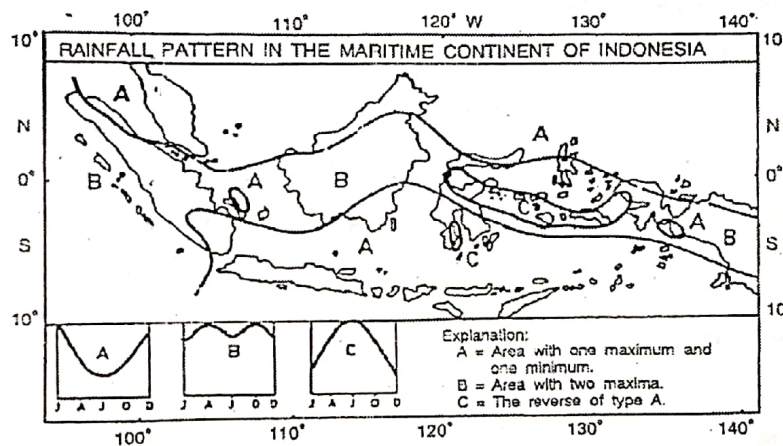 100° 110° 120° W 130° 140°
10° 10
RAINFALL PATTERN IN THE MARITIME CONTINENT OF INDONESIA
A
A
N N
B A B
0° 0°
C A
A B
S A C S
10° 10
A B C
J A J O D J A J O D J A J O D
Explanation:
A = Area with one maximum and
one minimum.
B = Area with two maxima.
C = The reverse of type A.
100° 110° 120° 130° 140°